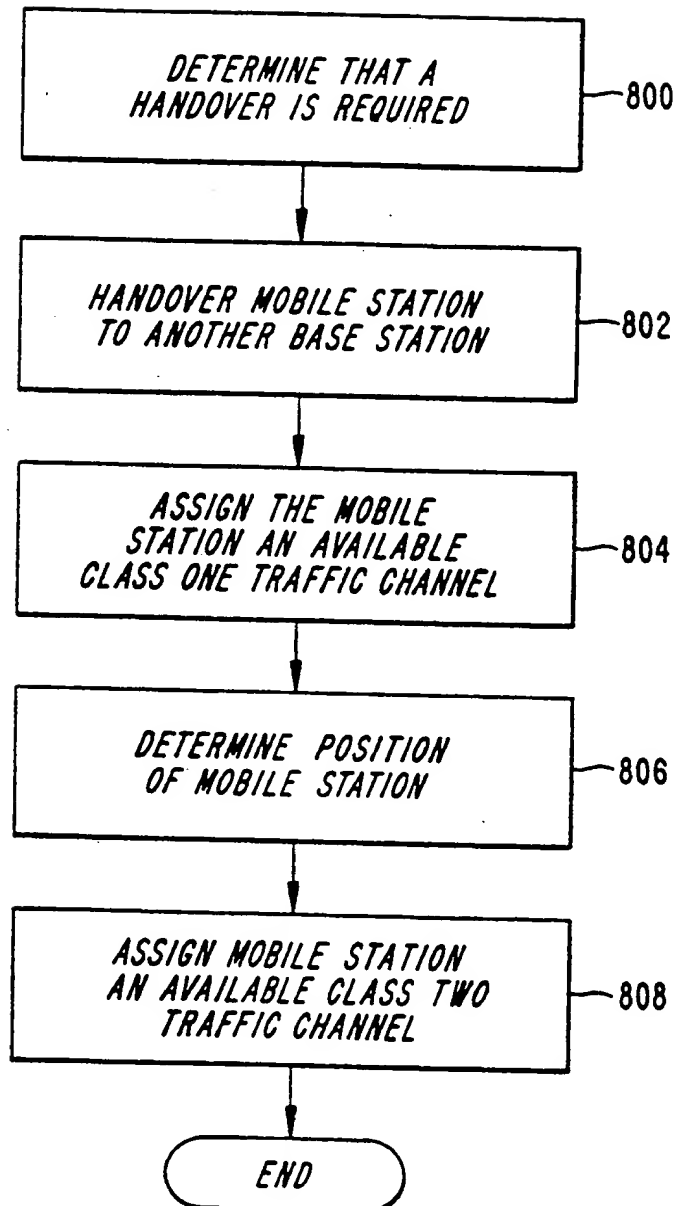 DETERMINE THAT A
HANDOVER IS REQUIRED
800
HANDOVER MOBILE STATION
TO ANOTHER BASE STATION
802
ASSIGN THE MOBILE
STATION AN AVAILABLE
CLASS ONE TRAFFIC CHANNEL
804
DETERMINE POSITION
OF MOBILE STATION
806
ASSIGN MOBILE STATION
AN AVAILABLE CLASS TWO
TRAFFIC CHANNEL
808
END